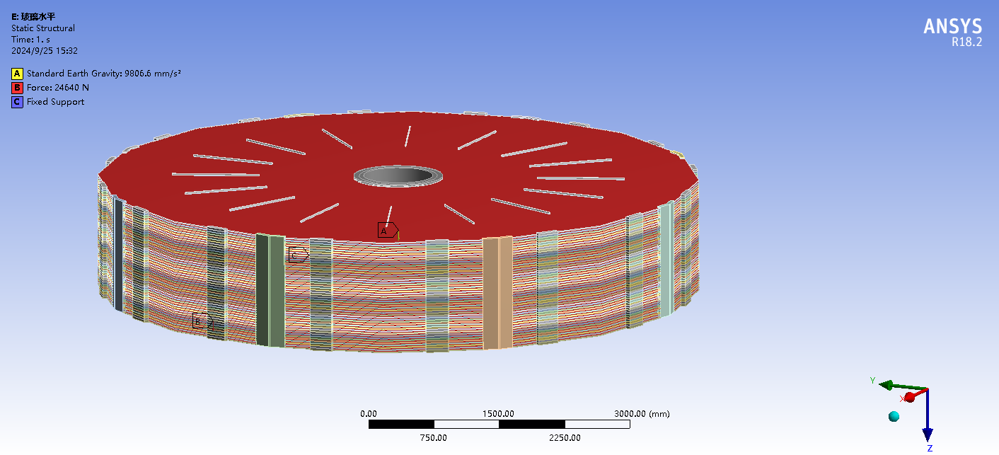 E: 玻璃水平
Static Structural
Time: 1. s
2024/9/25 15:32
A Standard Earth Gravity: 9806.6 mm/s²
B Force: 24640 N
C Fixed Support
ANSYS
R18.2
A
C
B
0.00 1500.00 3000.00 (mm)
750.00 2250.00
Y
X
Z